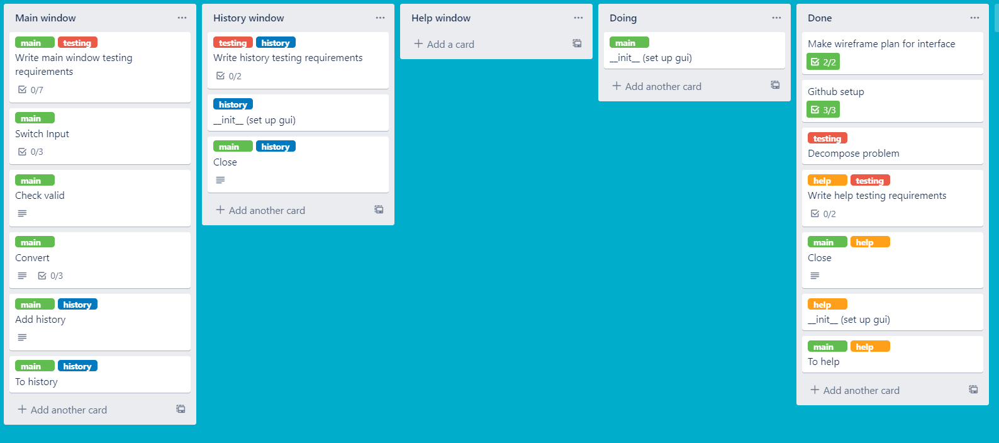 Main window
main testing
Write main window testing
requirements
0/7
main
Switch Input
0/3
main
Check valid
main
Convert
0/3
main history
Add history
main history
To history
+ Add another card
History window
testing history
Write history testing requirements
0/2
history
__init__ (set up gui)
main history
Close
+ Add another card
Help window
+ Add a card
Doing
main
__init__ (set up gui)
+ Add another card
Done
Make wireframe plan for interface
2/2
Github setup
3/3
testing
Decompose problem
help testing
Write help testing requirements
0/2
main help
Close
help
__init__ (set up gui)
main help
To help
+ Add another card